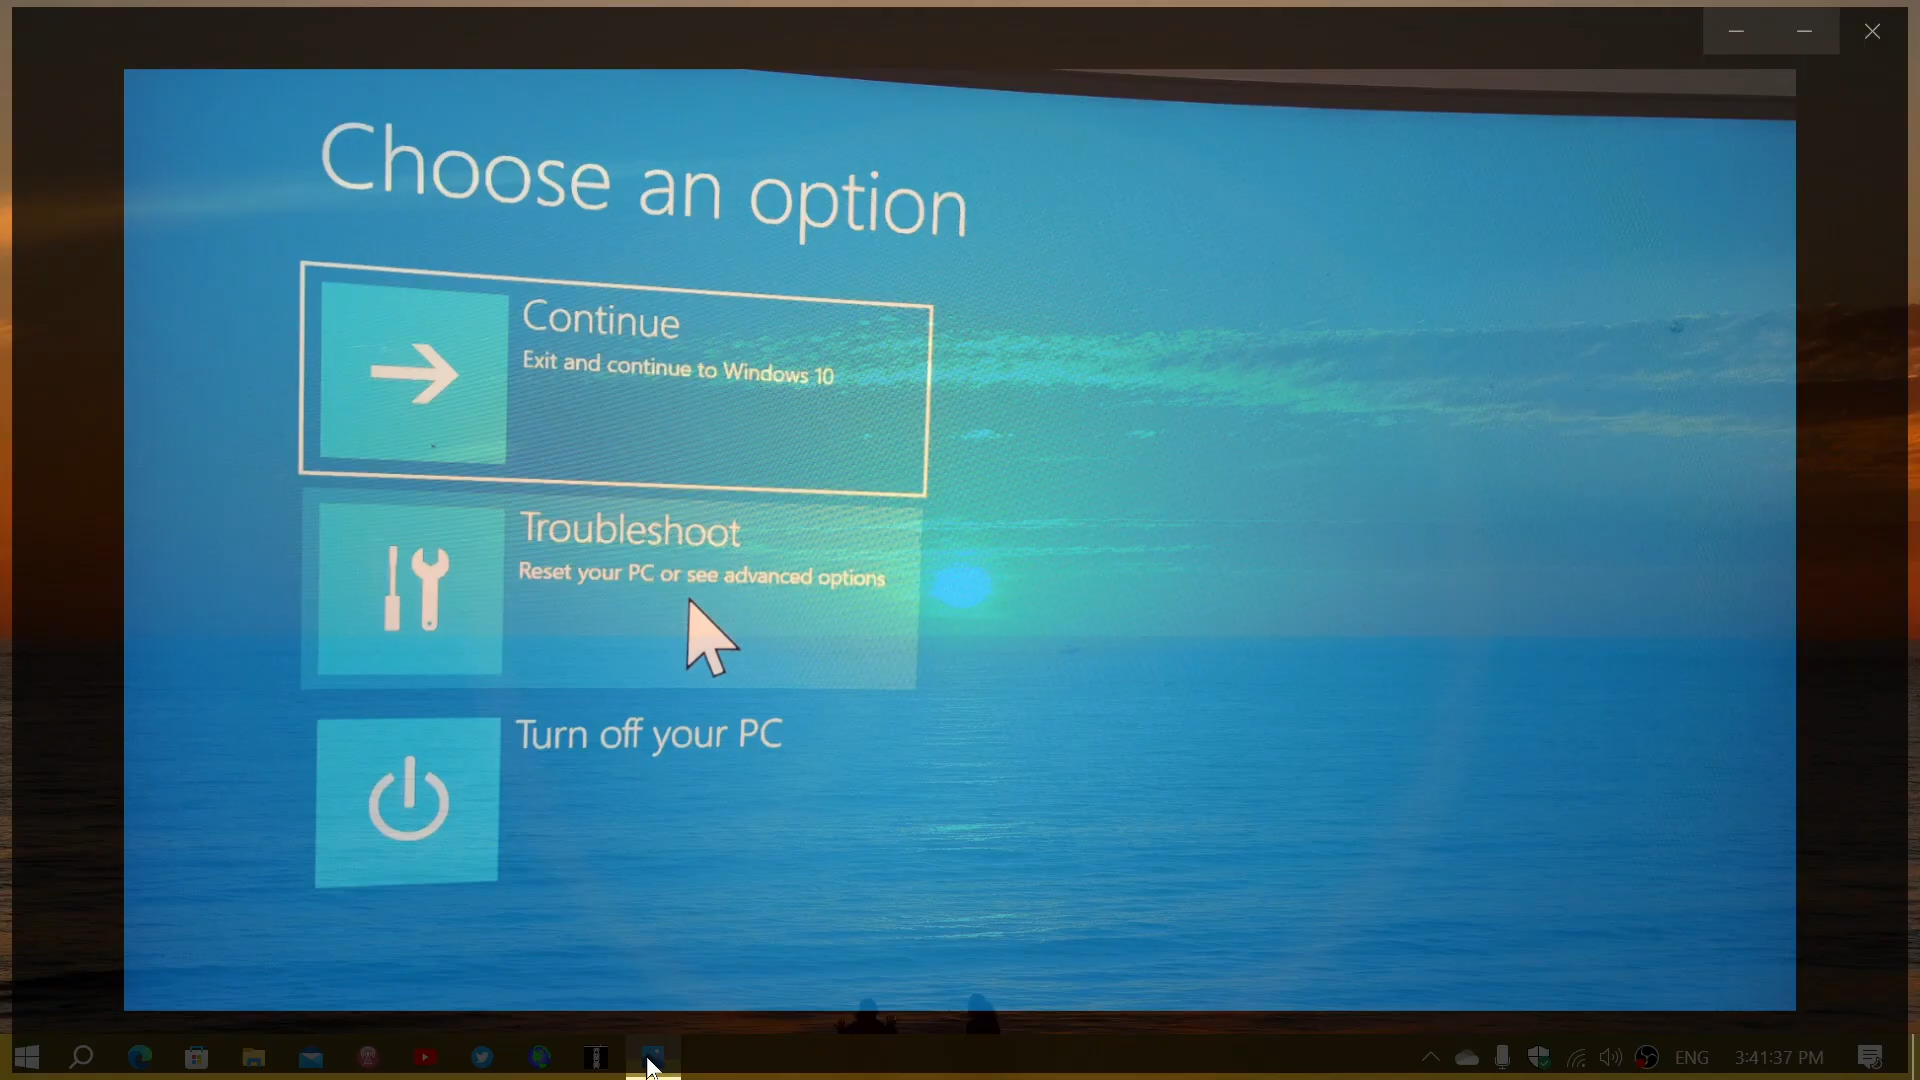 Choose an option
Continue
Exit and continue to Windows 10
Troubleshoot
Reset your PC or see advanced options
Turn off your PC
ENG
3:41:37 PM